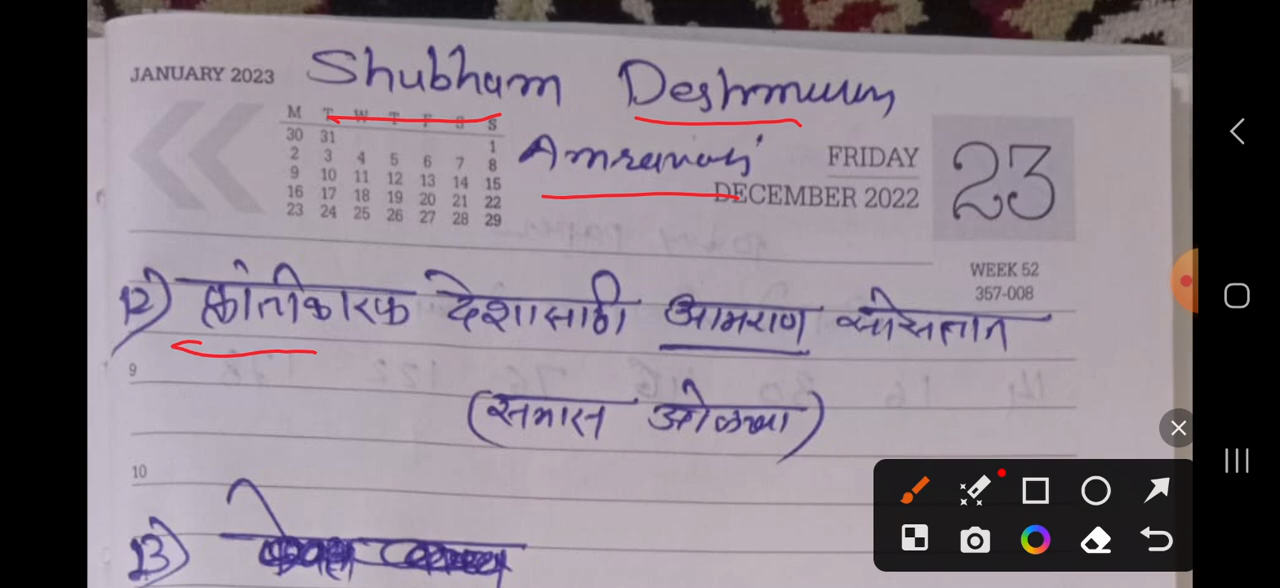 JANUARY 2023 Shubham Deshmukh
M T W T F S S
30 31 1
2 3 4 5 6 7 8
9 10 11 12 13 14 15
16 17 18 19 20 21 22
23 24 25 26 27 28 29
Amravati
FRIDAY
DECEMBER 2022
23
WEEK 52
357-008
12) क्रांतीकारक देशासाठी आमरण
9
(समास ओळखा)
10
13)